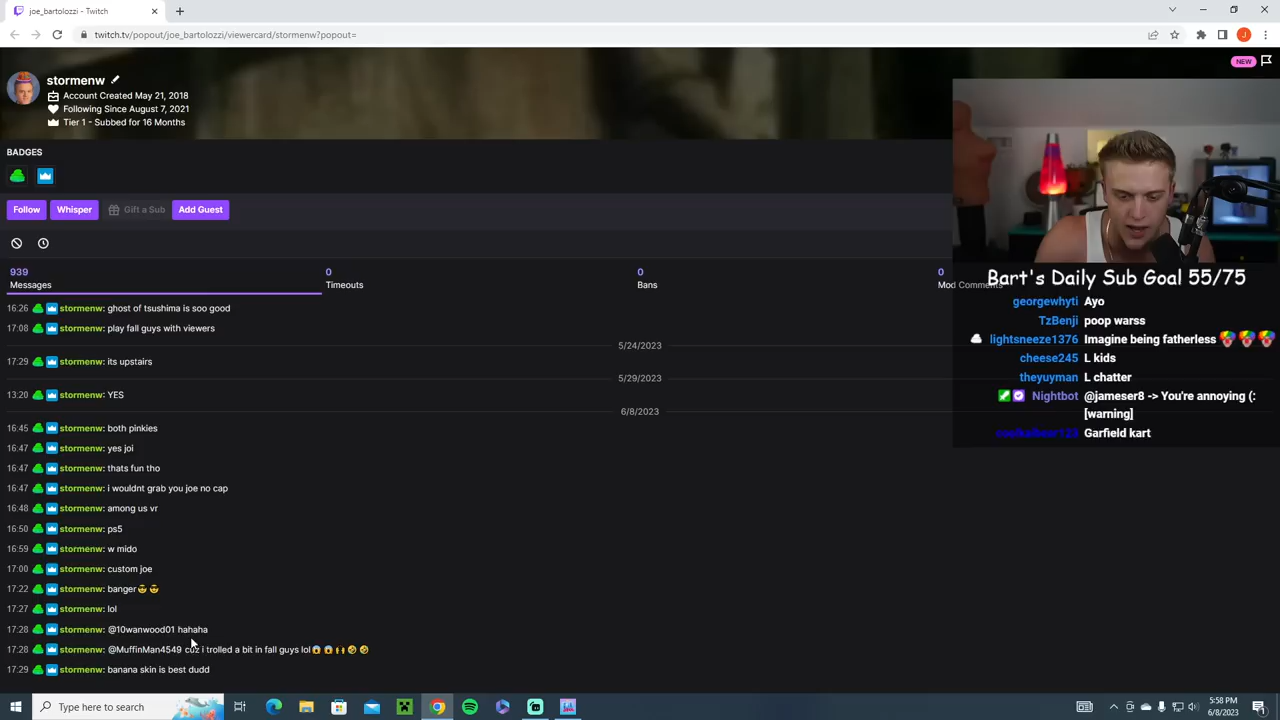 joe_bartolozzi - Twitch
twitch.tv/popout/joe_bartolozzi/viewercard/stormenw?popout=
stormenw
Account Created May 21, 2018
Following Since August 7, 2021
Tier 1 - Subbed for 16 Months
NEW
BADGES
Follow
Whisper
Gift a Sub
Add Guest
939
Messages
0
Timeouts
0
Bans
0
Mod Comments
16:26 stormenw: ghost of tsushima is soo good
17:08 stormenw: play fall guys with viewers
5/24/2023
17:29 stormenw: its upstairs
5/29/2023
13:20 stormenw: YES
6/8/2023
16:45 stormenw: both pinkies
16:47 stormenw: yes joi
16:47 stormenw: thats fun tho
16:47 stormenw: i wouldnt grab you joe no cap
16:48 stormenw: among us vr
16:50 stormenw: ps5
16:59 stormenw: w mido
17:00 stormenw: custom joe
17:22 stormenw: banger😎 😎
17:27 stormenw: lol
17:28 stormenw: @10wanwood01 hahaha
17:28 stormenw: @MuffinMan4549 cuz i trolled a bit in fall guys lol😱 😱 🙌 🤣 🤣
17:29 stormenw: banana skin is best dudd
Bart's Daily Sub Goal 55/75
georgewhyti Ayo
TzBenji poop warss
lightsneeze1376 Imagine being fatherless 🤡 🤡 🤡
cheese245 L kids
theyuyman L chatter
Nightbot @jameser8 -> You're annoying (:
[warning]
Garfield kart
Type here to search
5:58 PM
6/8/2023